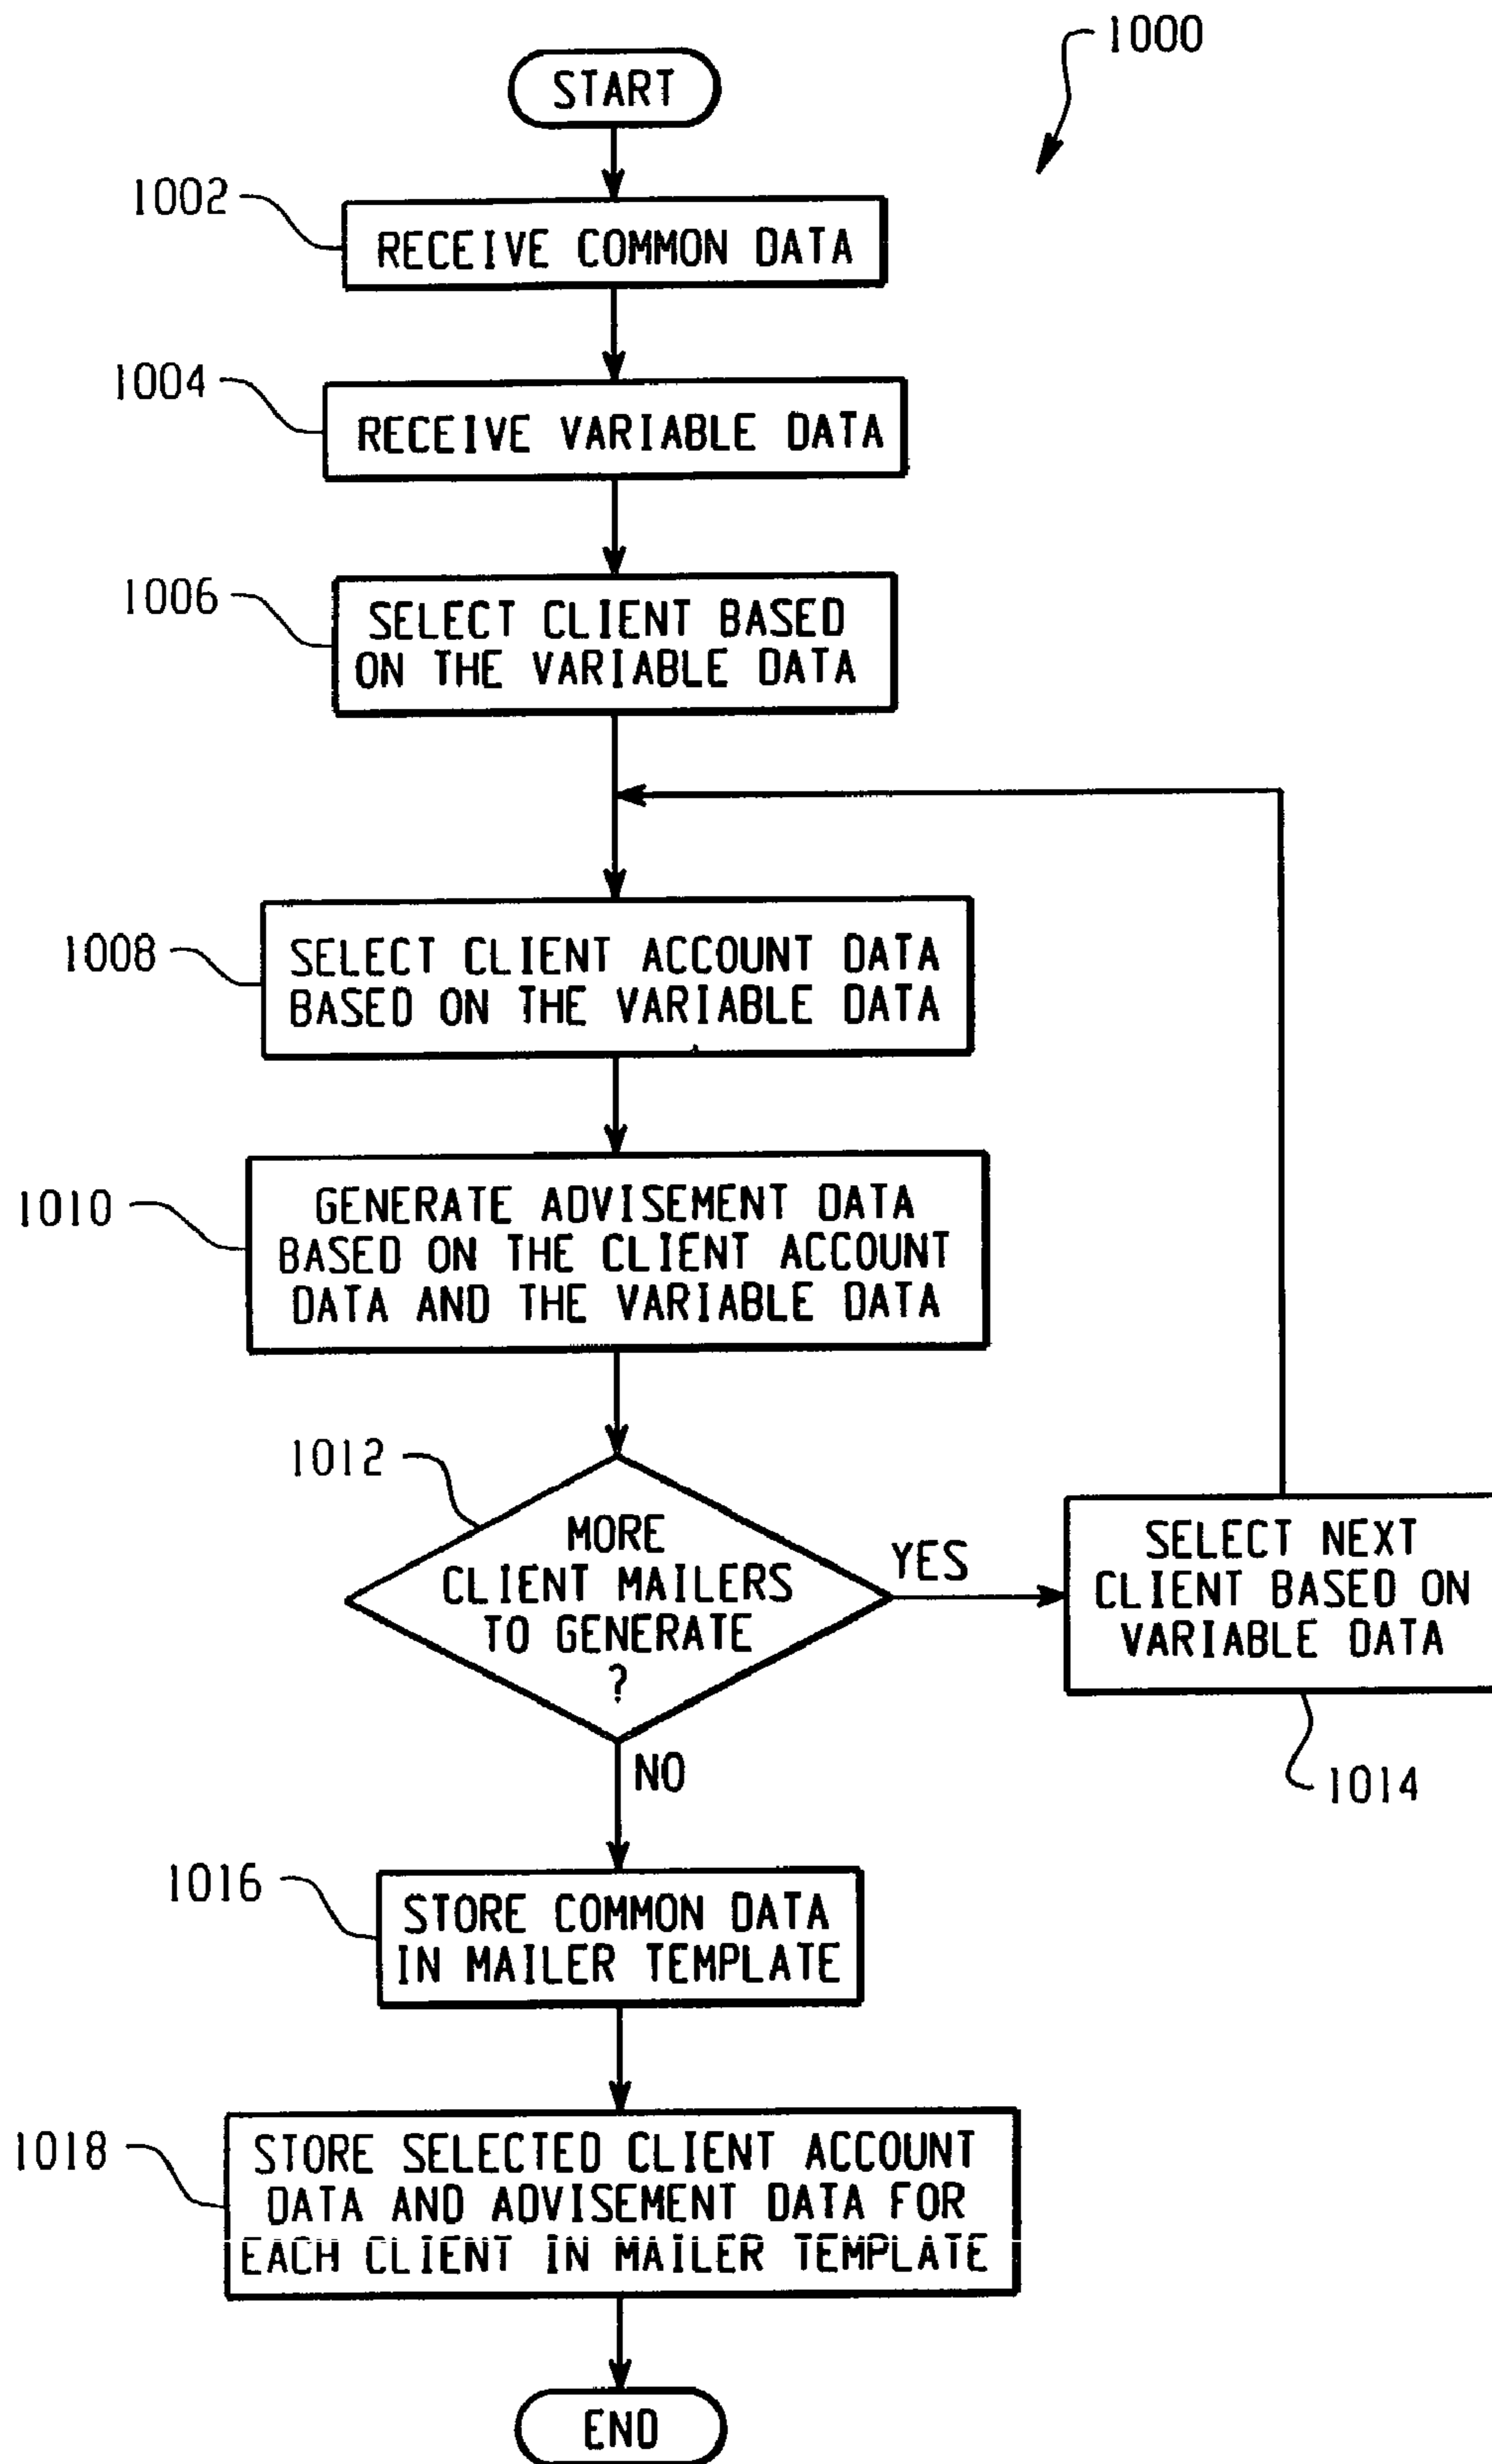 1000
START
1002
RECEIVE COMMON DATA
1004
RECEIVE VARIABLE DATA
1006
SELECT CLIENT BASED
ON THE VARIABLE DATA
1008
SELECT CLIENT ACCOUNT DATA
BASED ON THE VARIABLE DATA
1010
GENERATE ADVISEMENT DATA
BASED ON THE CLIENT ACCOUNT
DATA AND THE VARIABLE DATA
1012
MORE
CLIENT MAILERS
TO GENERATE
?
YES
SELECT NEXT
CLIENT BASED ON
VARIABLE DATA
1014
NO
1016
STORE COMMON DATA
IN MAILER TEMPLATE
1018
STORE SELECTED CLIENT ACCOUNT
DATA AND ADVISEMENT DATA FOR
EACH CLIENT IN MAILER TEMPLATE
END